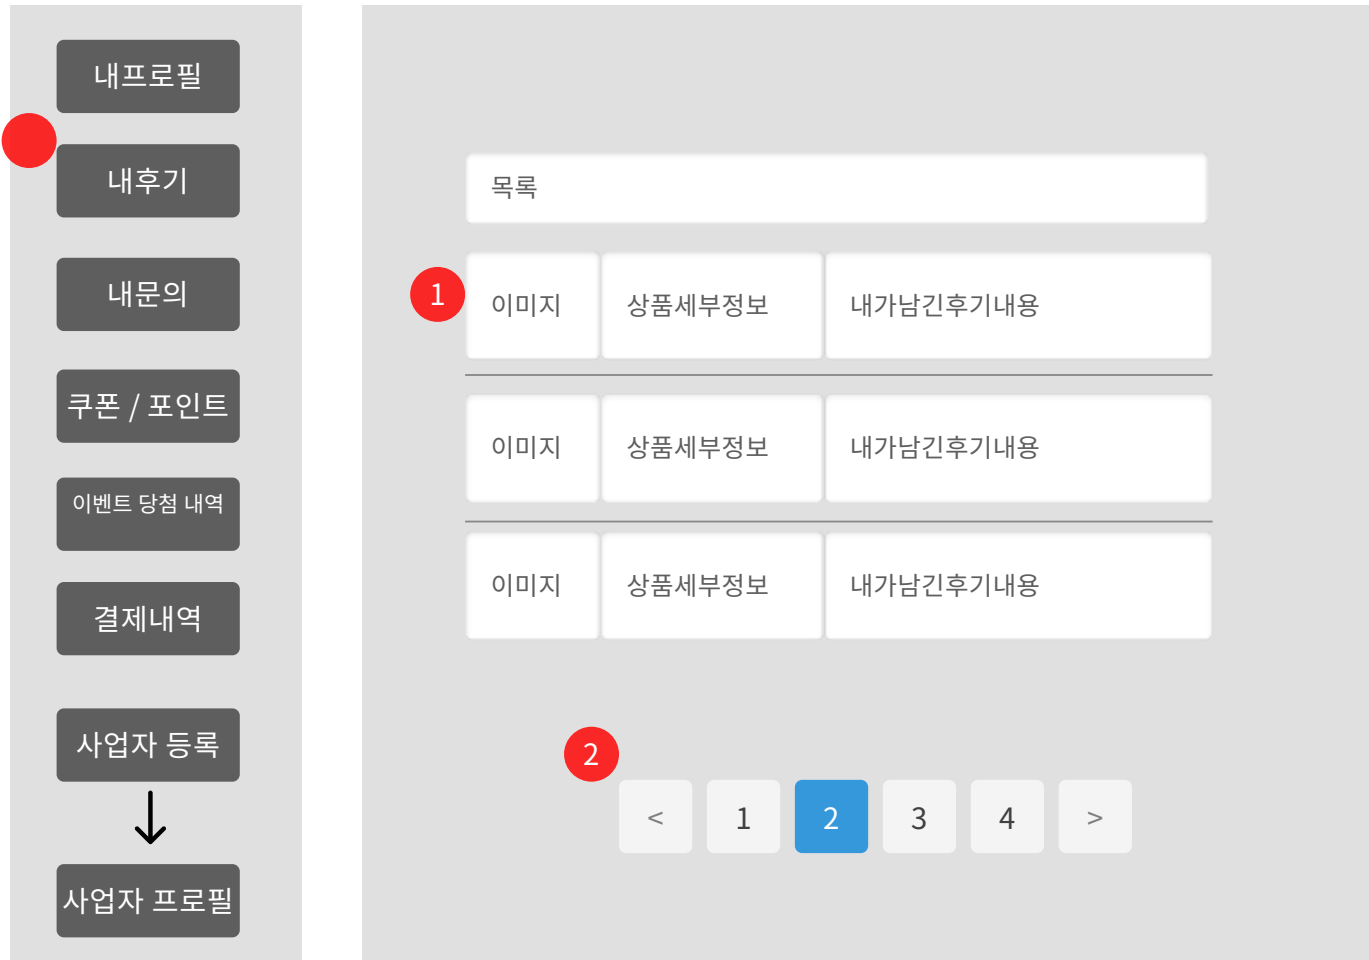 내프로필
내후기
내문의
쿠폰 / 포인트
이벤트 당첨 내역
결제내역
사업자 등록
사업자 프로필
목록
1
이미지 상품세부정보 내가남긴후기내용
이미지 상품세부정보 내가남긴후기내용
이미지 상품세부정보 내가남긴후기내용
2
< 1 2 3 4 >